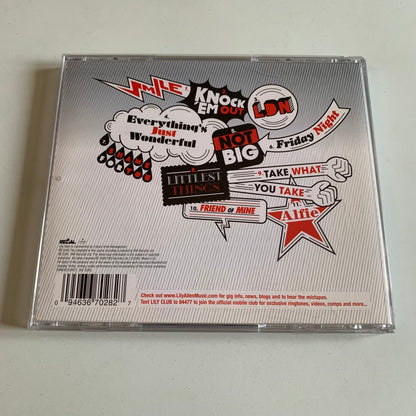 SMILE
KNOCK
'EM OUT
LDN
4.
Everything's
Just
Wonderful
NOT
BIG
6. Friday Night
LITTLEST
THINGS
9. TAKE WHAT
YOU TAKE
10. FRIEND OF MINE
Alfie
REGAL
0 94636 70282 7
Check out www.LilyAllenMusic.com for gig info, news, blogs and to hear the mixtapes.
Text LILY CLUB to 84477 to join the official mobile club for exclusive ringtones, videos, comps and more...